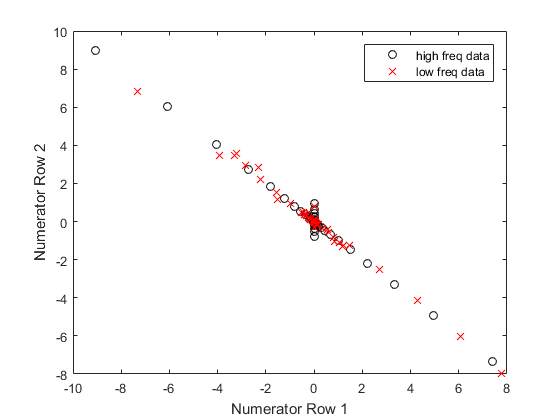 high freq data
low freq data
10
8
6
4
2
0
-2
-4
-6
-8
Numerator Row 2
-10 -8 -6 -4 -2 0 2 4 6 8
Numerator Row 1